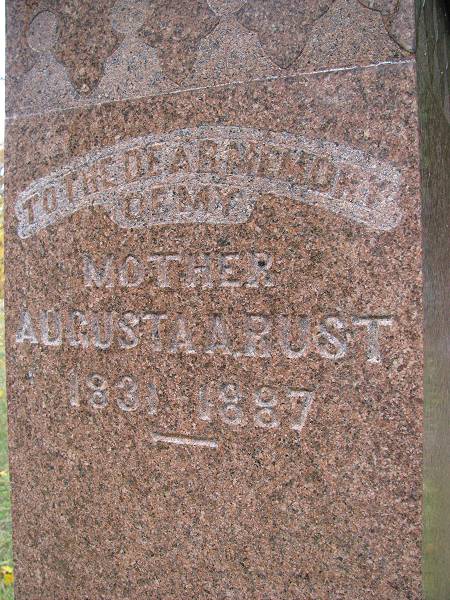 TO THE DEAR MEMORY
OF MY
MOTHER
AUGUSTA A. RUST
1831 1887